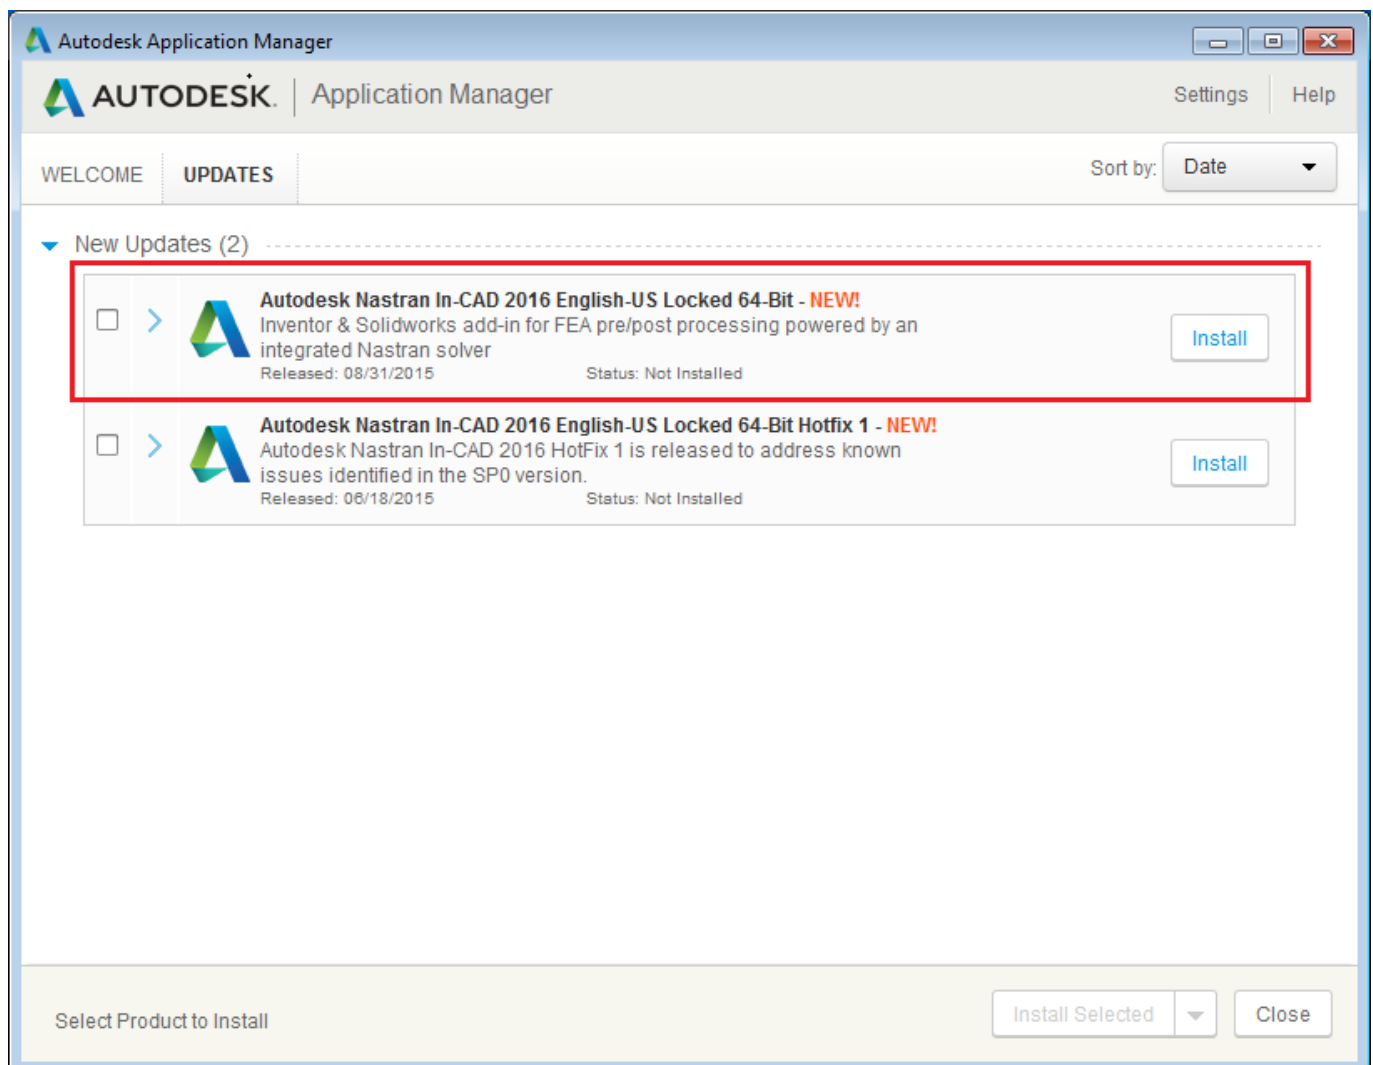 Autodesk Application Manager
AUTODESK. Application Manager Settings Help
WELCOME UPDATES Sort by: Date
New Updates (2)
Autodesk Nastran In-CAD 2016 English-US Locked 64-Bit - NEW!
Inventor & Solidworks add-in for FEA pre/post processing powered by an
integrated Nastran solver
Released: 08/31/2015 Status: Not Installed
Install
Autodesk Nastran In-CAD 2016 English-US Locked 64-Bit Hotfix 1 - NEW!
Autodesk Nastran In-CAD 2016 HotFix 1 is released to address known
issues identified in the SP0 version.
Released: 06/18/2015 Status: Not Installed
Install
Select Product to Install Install Selected Close